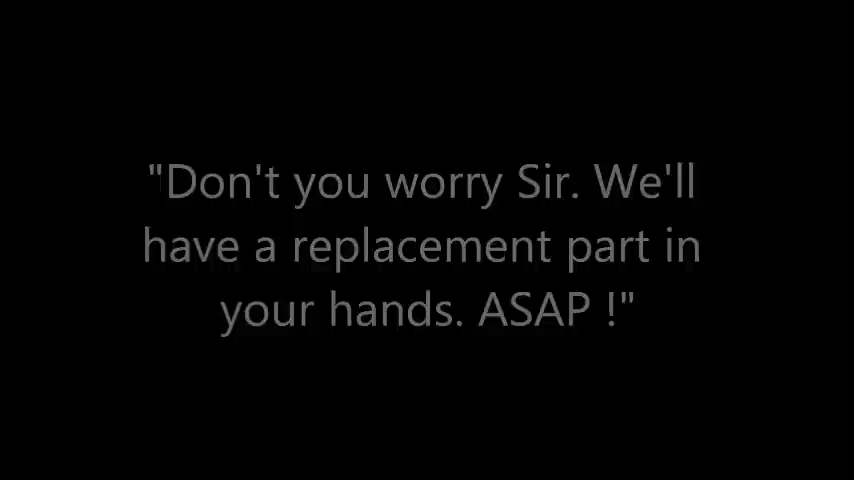 "Don't you worry Sir. We'll
have a replacement part in
your hands. ASAP !"